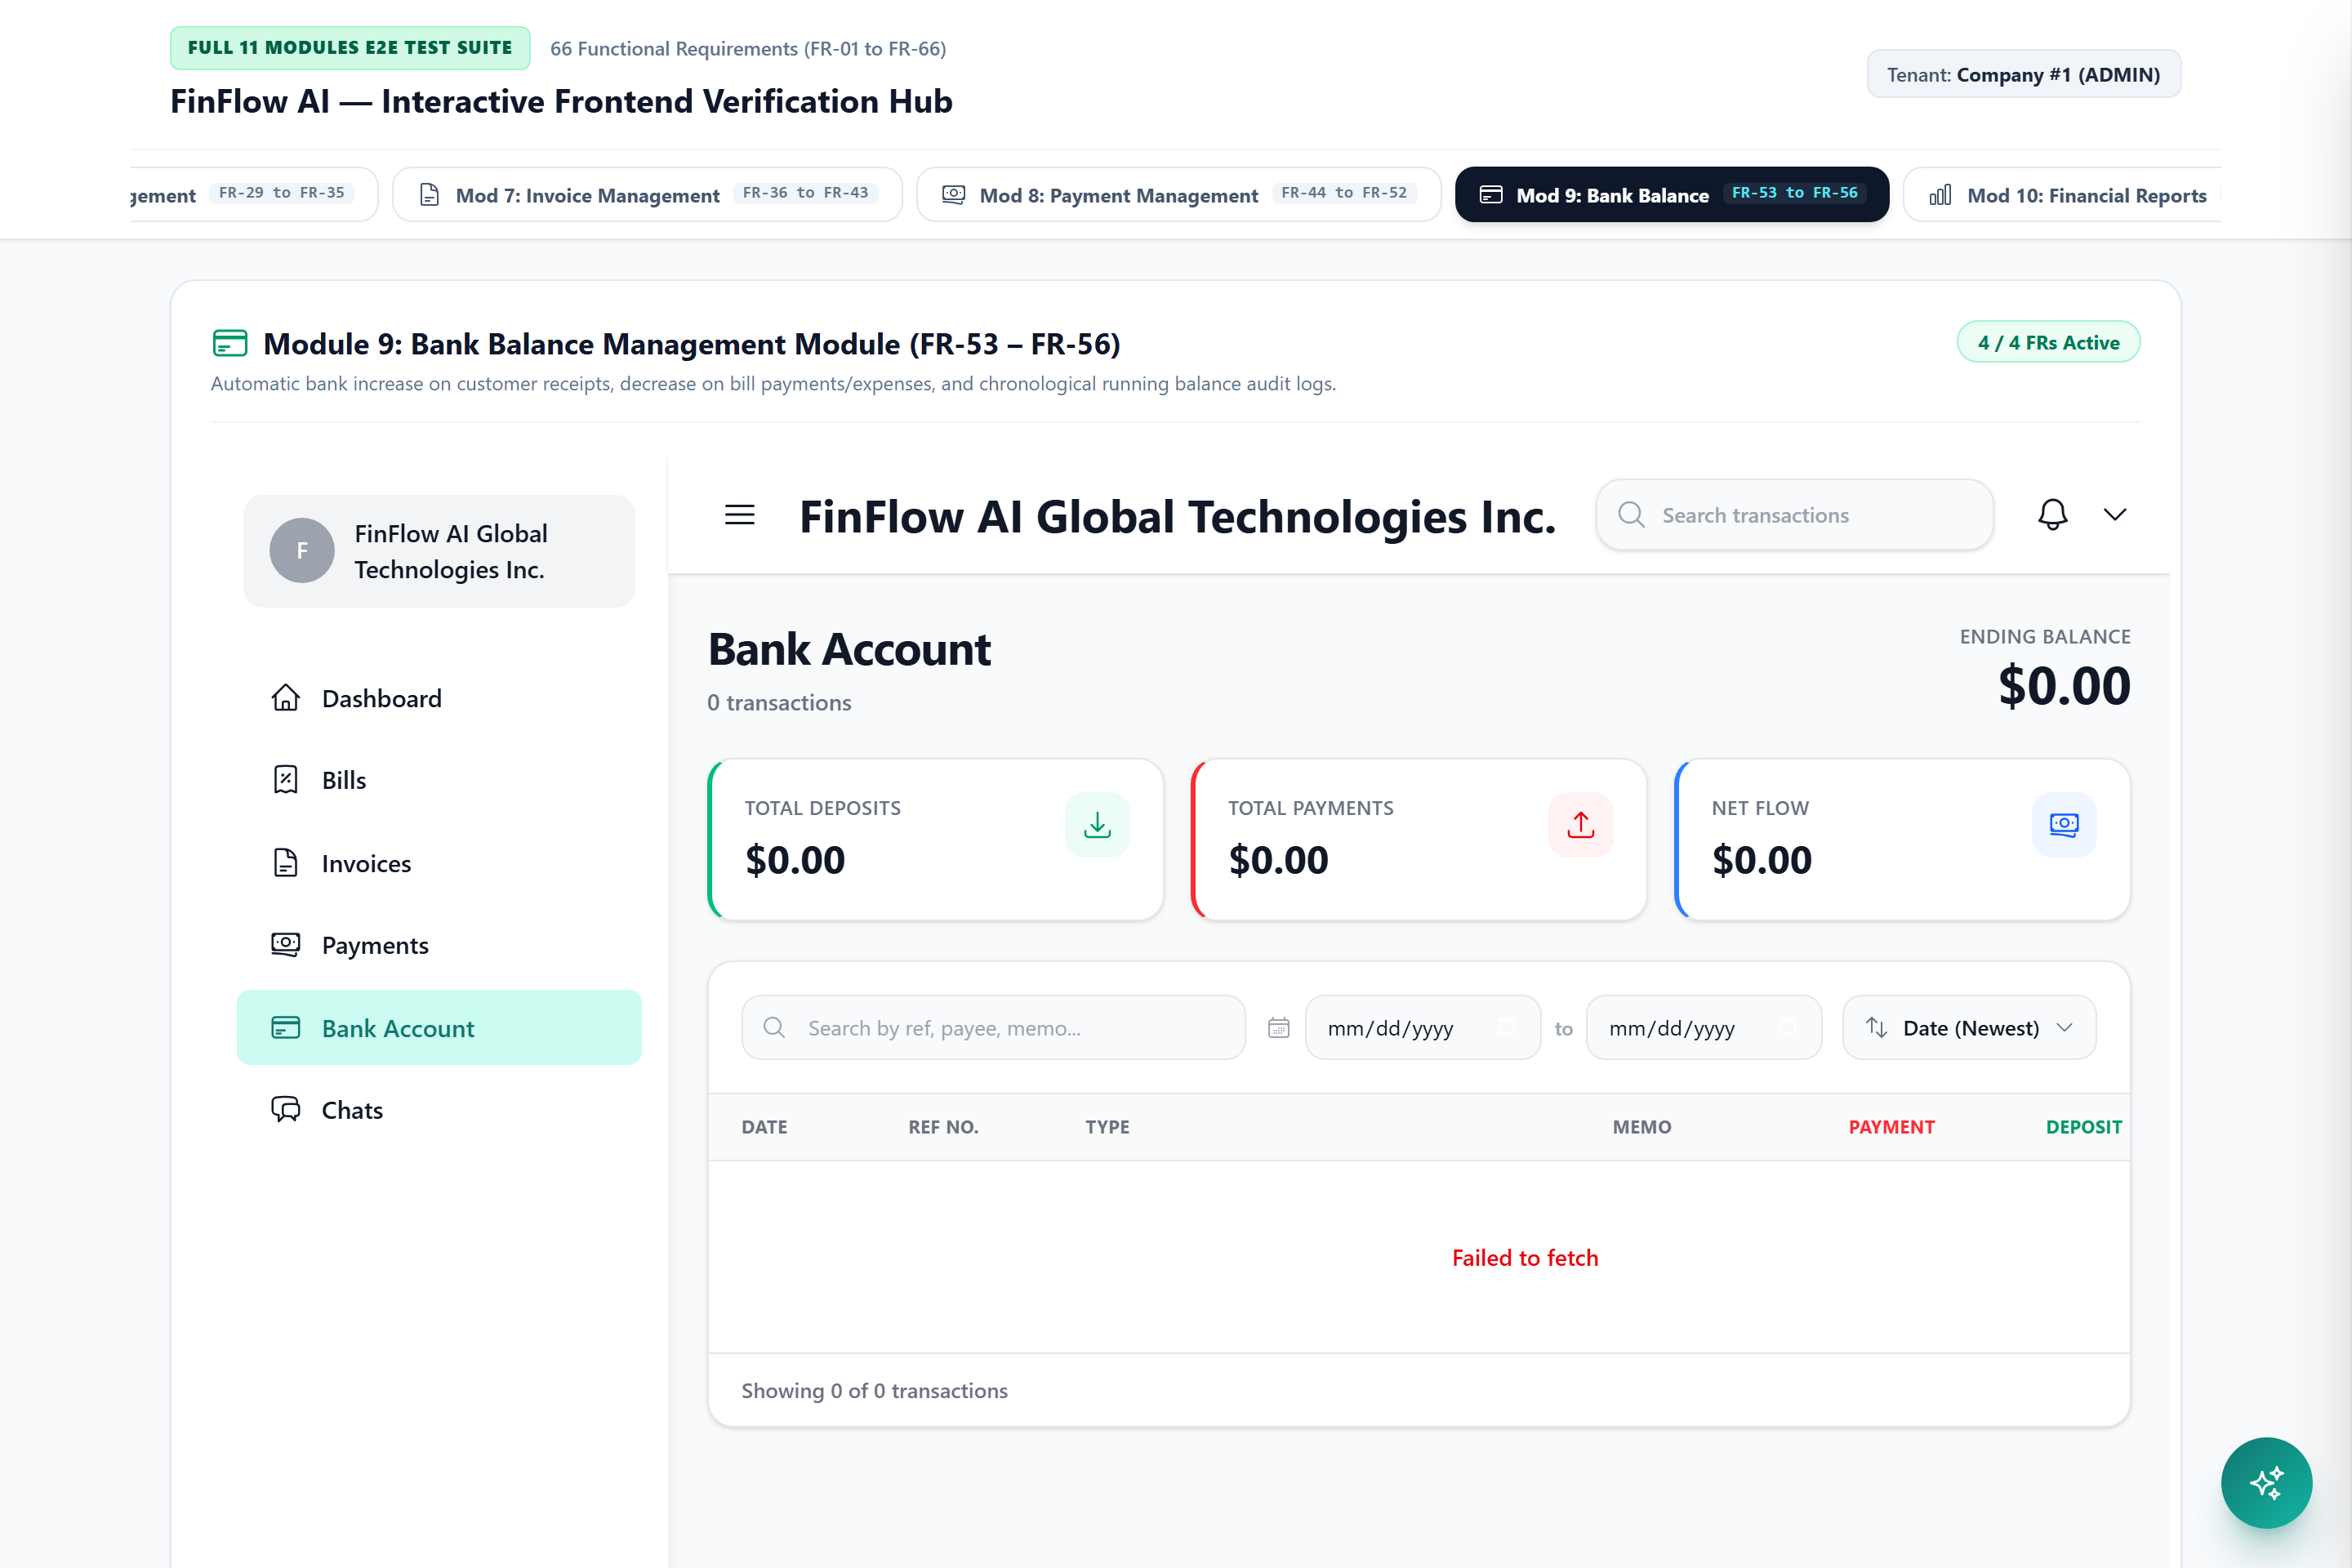 FULL 11 MODULES E2E TEST SUITE
66 Functional Requirements (FR-01 to FR-66)
FinFlow AI — Interactive Frontend Verification Hub
Tenant: Company #1 (ADMIN)
FR-29 to FR-35
Mod 7: Invoice Management FR-36 to FR-43
Mod 8: Payment Management FR-44 to FR-52
Mod 9: Bank Balance FR-53 to FR-56
Mod 10: Financial Reports
Module 9: Bank Balance Management Module (FR-53 – FR-56)
4 / 4 FRs Active
Automatic bank increase on customer receipts, decrease on bill payments/expenses, and chronological running balance audit logs.
F
FinFlow AI Global
Technologies Inc.
Dashboard
Bills
Invoices
Payments
Bank Account
Chats
FinFlow AI Global Technologies Inc.
Search transactions
Bank Account
0 transactions
ENDING BALANCE
$0.00
TOTAL DEPOSITS
$0.00
TOTAL PAYMENTS
$0.00
NET FLOW
$0.00
Search by ref, payee, memo...
mm/dd/yyyy
to
mm/dd/yyyy
Date (Newest)
DATE REF NO. TYPE MEMO PAYMENT DEPOSIT
Failed to fetch
Showing 0 of 0 transactions